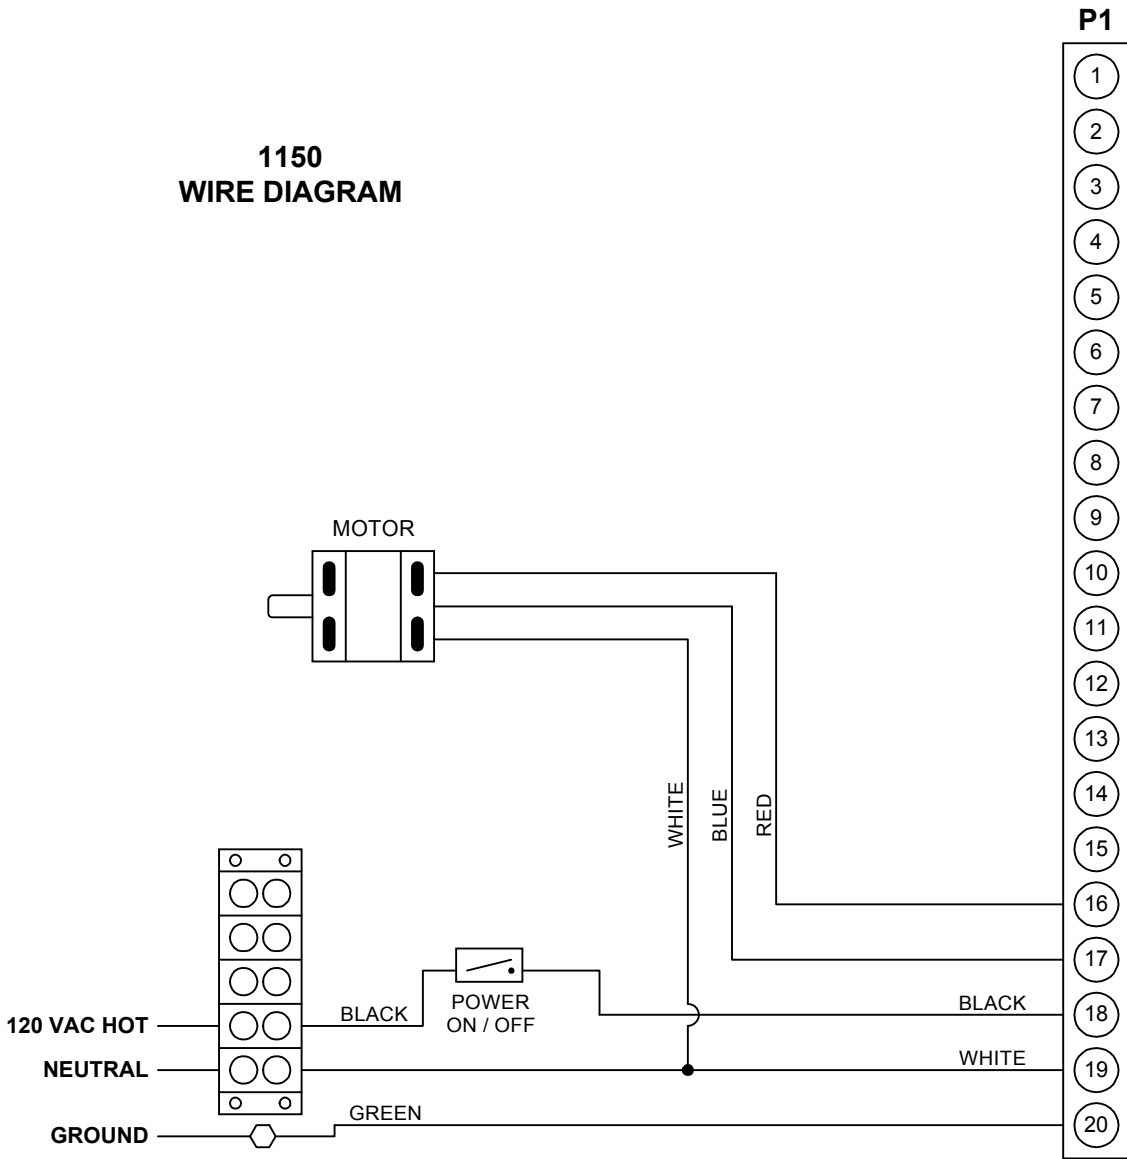 P1
1150
WIRE DIAGRAM
1
2
3
4
5
6
7
8
9
10
11
12
13
14
15
16
17
18
19
20
MOTOR
WHITE
BLUE
RED
120 VAC HOT
BLACK
POWER
ON / OFF
BLACK
NEUTRAL
WHITE
GROUND
GREEN